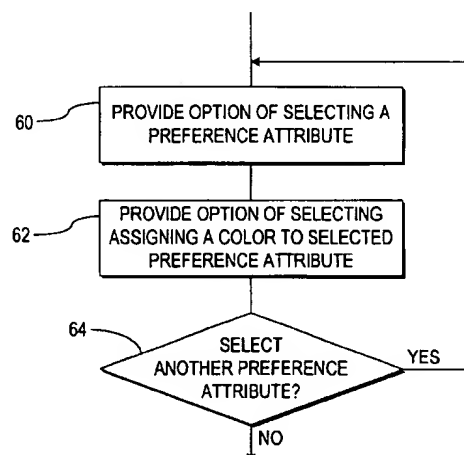 60
PROVIDE OPTION OF SELECTING A
PREFERENCE ATTRIBUTE
62
PROVIDE OPTION OF SELECTING
ASSIGNING A COLOR TO SELECTED
PREFERENCE ATTRIBUTE
64
SELECT
ANOTHER PREFERENCE
ATTRIBUTE?
YES
NO